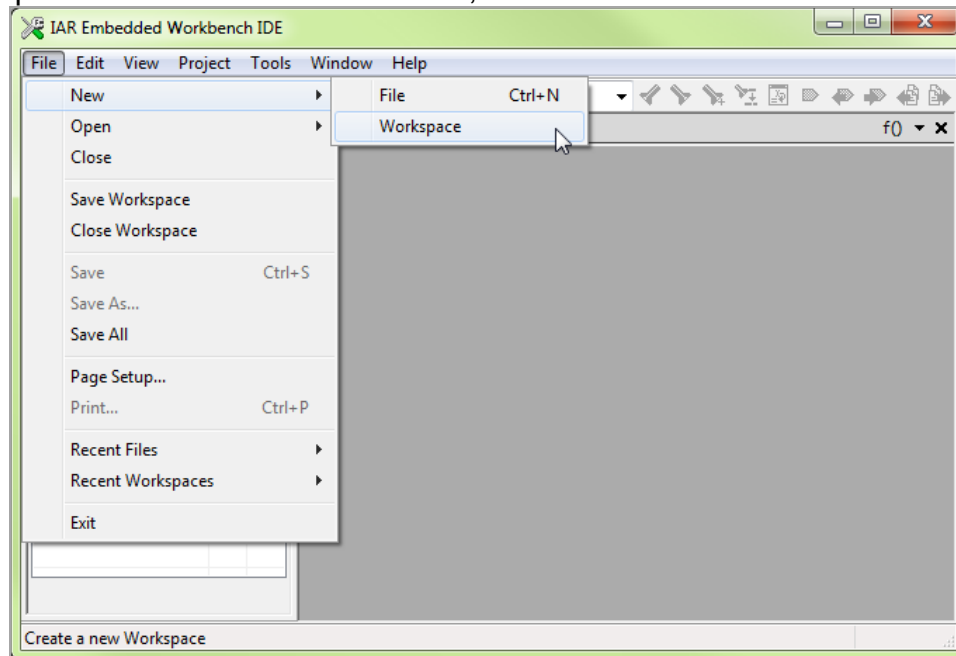 IAR Embedded Workbench IDE
File Edit View Project Tools Window Help
New
File Ctrl+N
Open
Workspace
f()
Close
Save Workspace
Close Workspace
Save Ctrl+S
Save As...
Save All
Page Setup...
Print... Ctrl+P
Recent Files
Recent Workspaces
Exit
Create a new Workspace